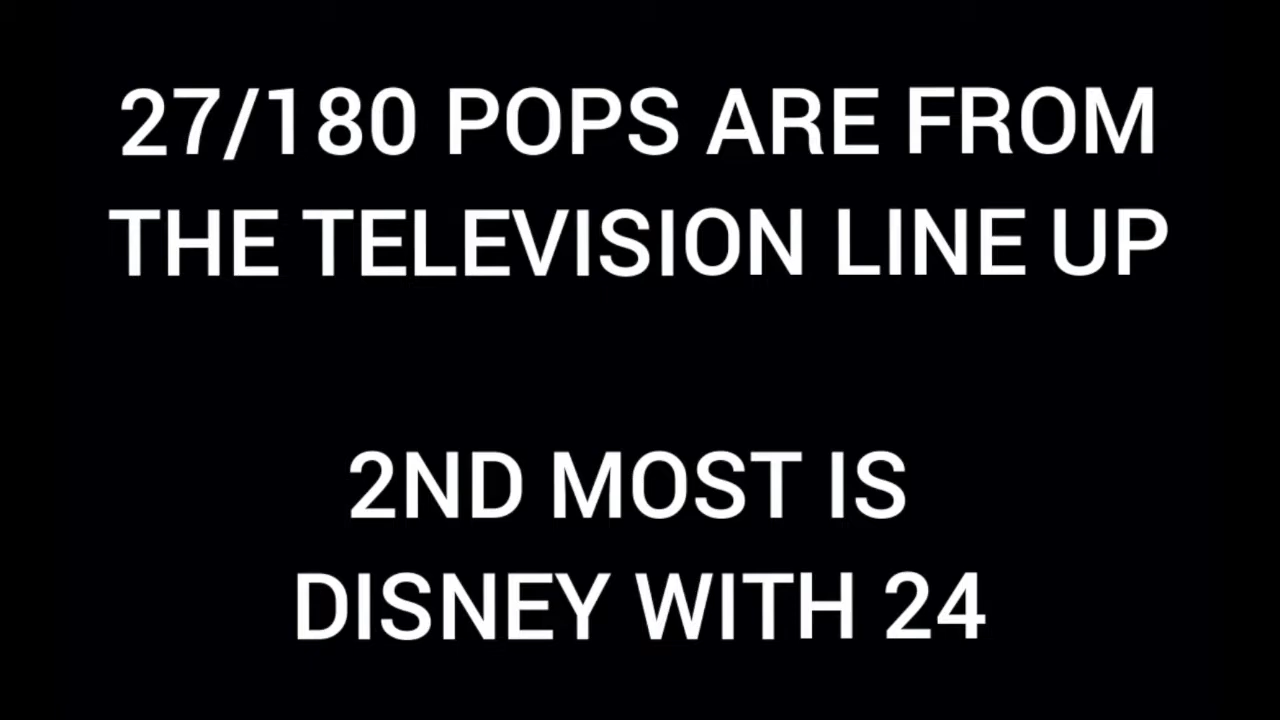 27/180 POPS ARE FROM
THE TELEVISION LINE UP
2ND MOST IS
DISNEY WITH 24